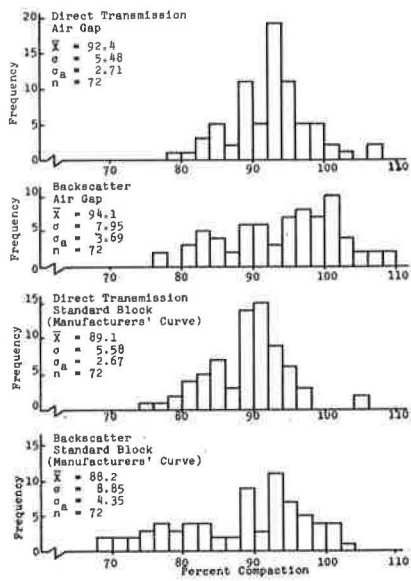 Direct Transmission
Air Gap
X̄ = 92.4
σ = 5.48
σa = 2.71
n = 72
Frequency
20
15
10
5
0
70 80 90 100 110
Backscatter
Air Gap
X̄ = 94.1
σ = 7.95
σa = 3.69
n = 72
Frequency
10
5
0
70 80 90 100 110
Direct Transmission
Standard Block
(Manufacturers' Curve)
X̄ = 89.1
σ = 5.58
σa = 2.67
n = 72
Frequency
15
10
5
0
70 80 90 100 110
Backscatter
Standard Block
(Manufacturers' Curve)
X̄ = 88.2
σ = 8.85
σa = 4.35
n = 72
Frequency
15
10
5
0
70 80 90 100 110
Percent Compaction